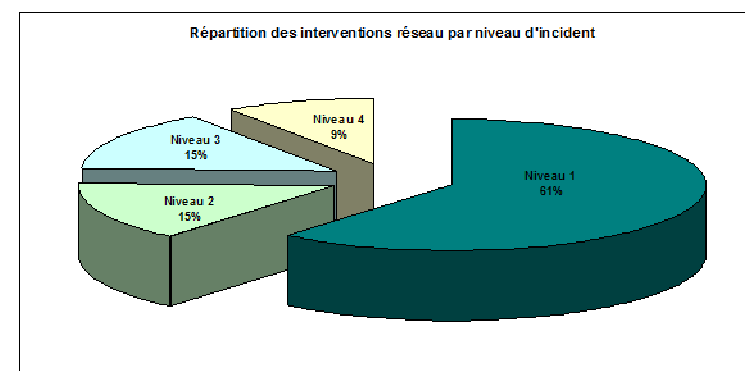 Répartition des interventions réseau par niveau d'incident
Niveau 4
9%
Niveau 3
15%
Niveau 1
61%
Niveau 2
15%